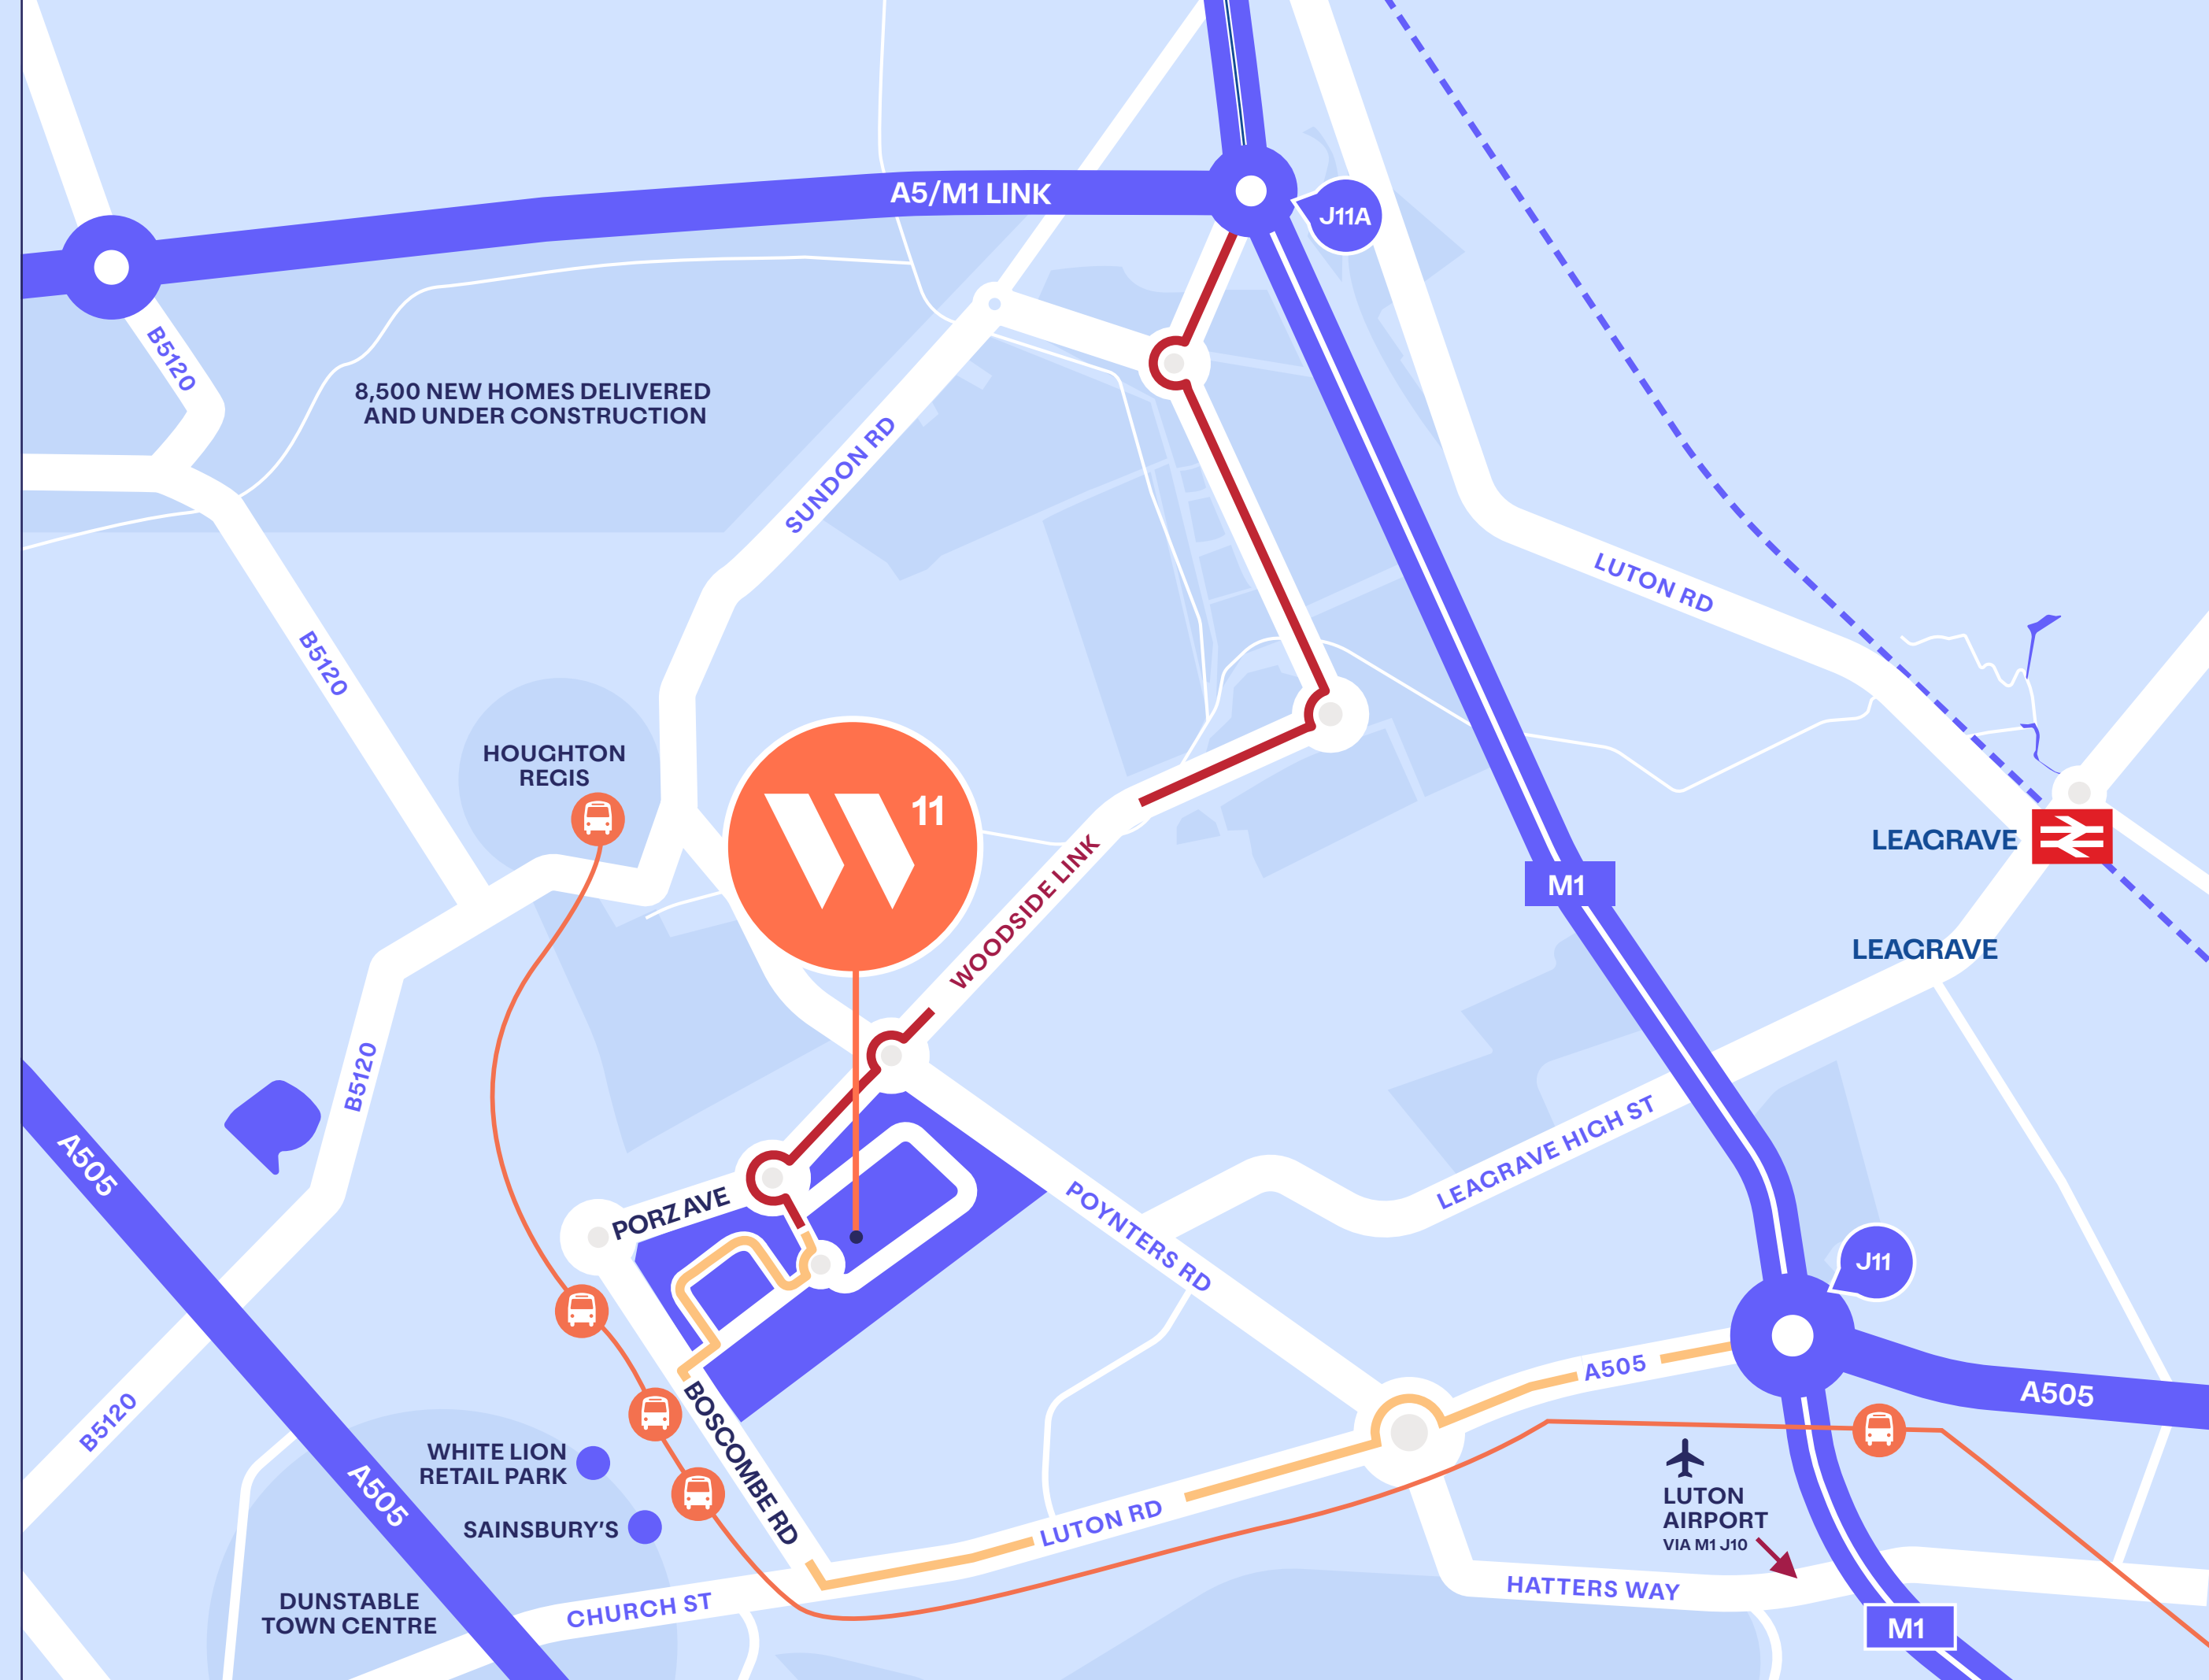 A5/M1 LINK
J11A
B5120
8,500 NEW HOMES DELIVERED
AND UNDER CONSTRUCTION
SUNDON RD
LUTON RD
B5120
HOUGHTON
REGIS
11
LEAGRAVE
WOODSIDE LINK
M1
LEAGRAVE
B5120
A505
LEAGRAVE HIGH ST
PORZ AVE
POYNTERS RD
J11
A505
A505
B5120
BOSCOMBE RD
WHITE LION
RETAIL PARK
A505
SAINSBURY'S
LUTON RD
LUTON
AIRPORT
VIA M1 J10
HATTERS WAY
DUNSTABLE
TOWN CENTRE
CHURCH ST
M1